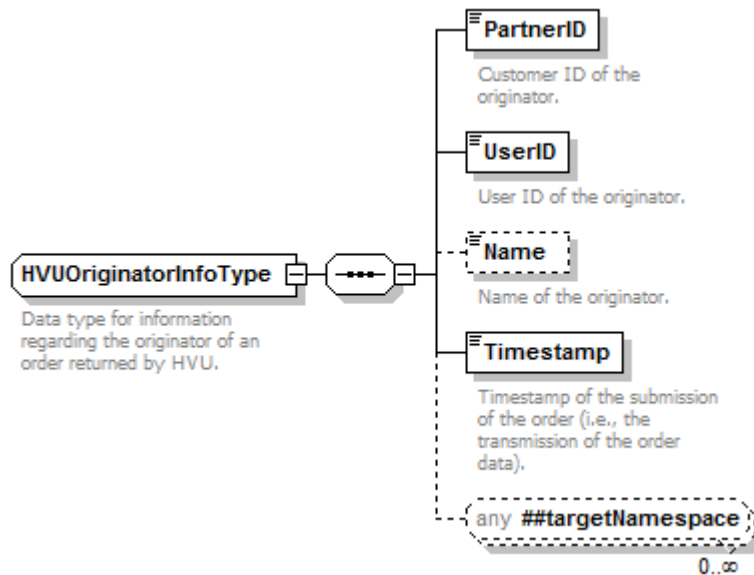 PartnerID
Customer ID of the
originator.
UserID
User ID of the originator.
Name
Name of the originator.
HVUOriginatorInfoType
Data type for information
regarding the originator of an
order returned by HVU.
Timestamp
Timestamp of the submission
of the order (i.e., the
transmission of the order
data).
any ##targetNamespace
0..∞